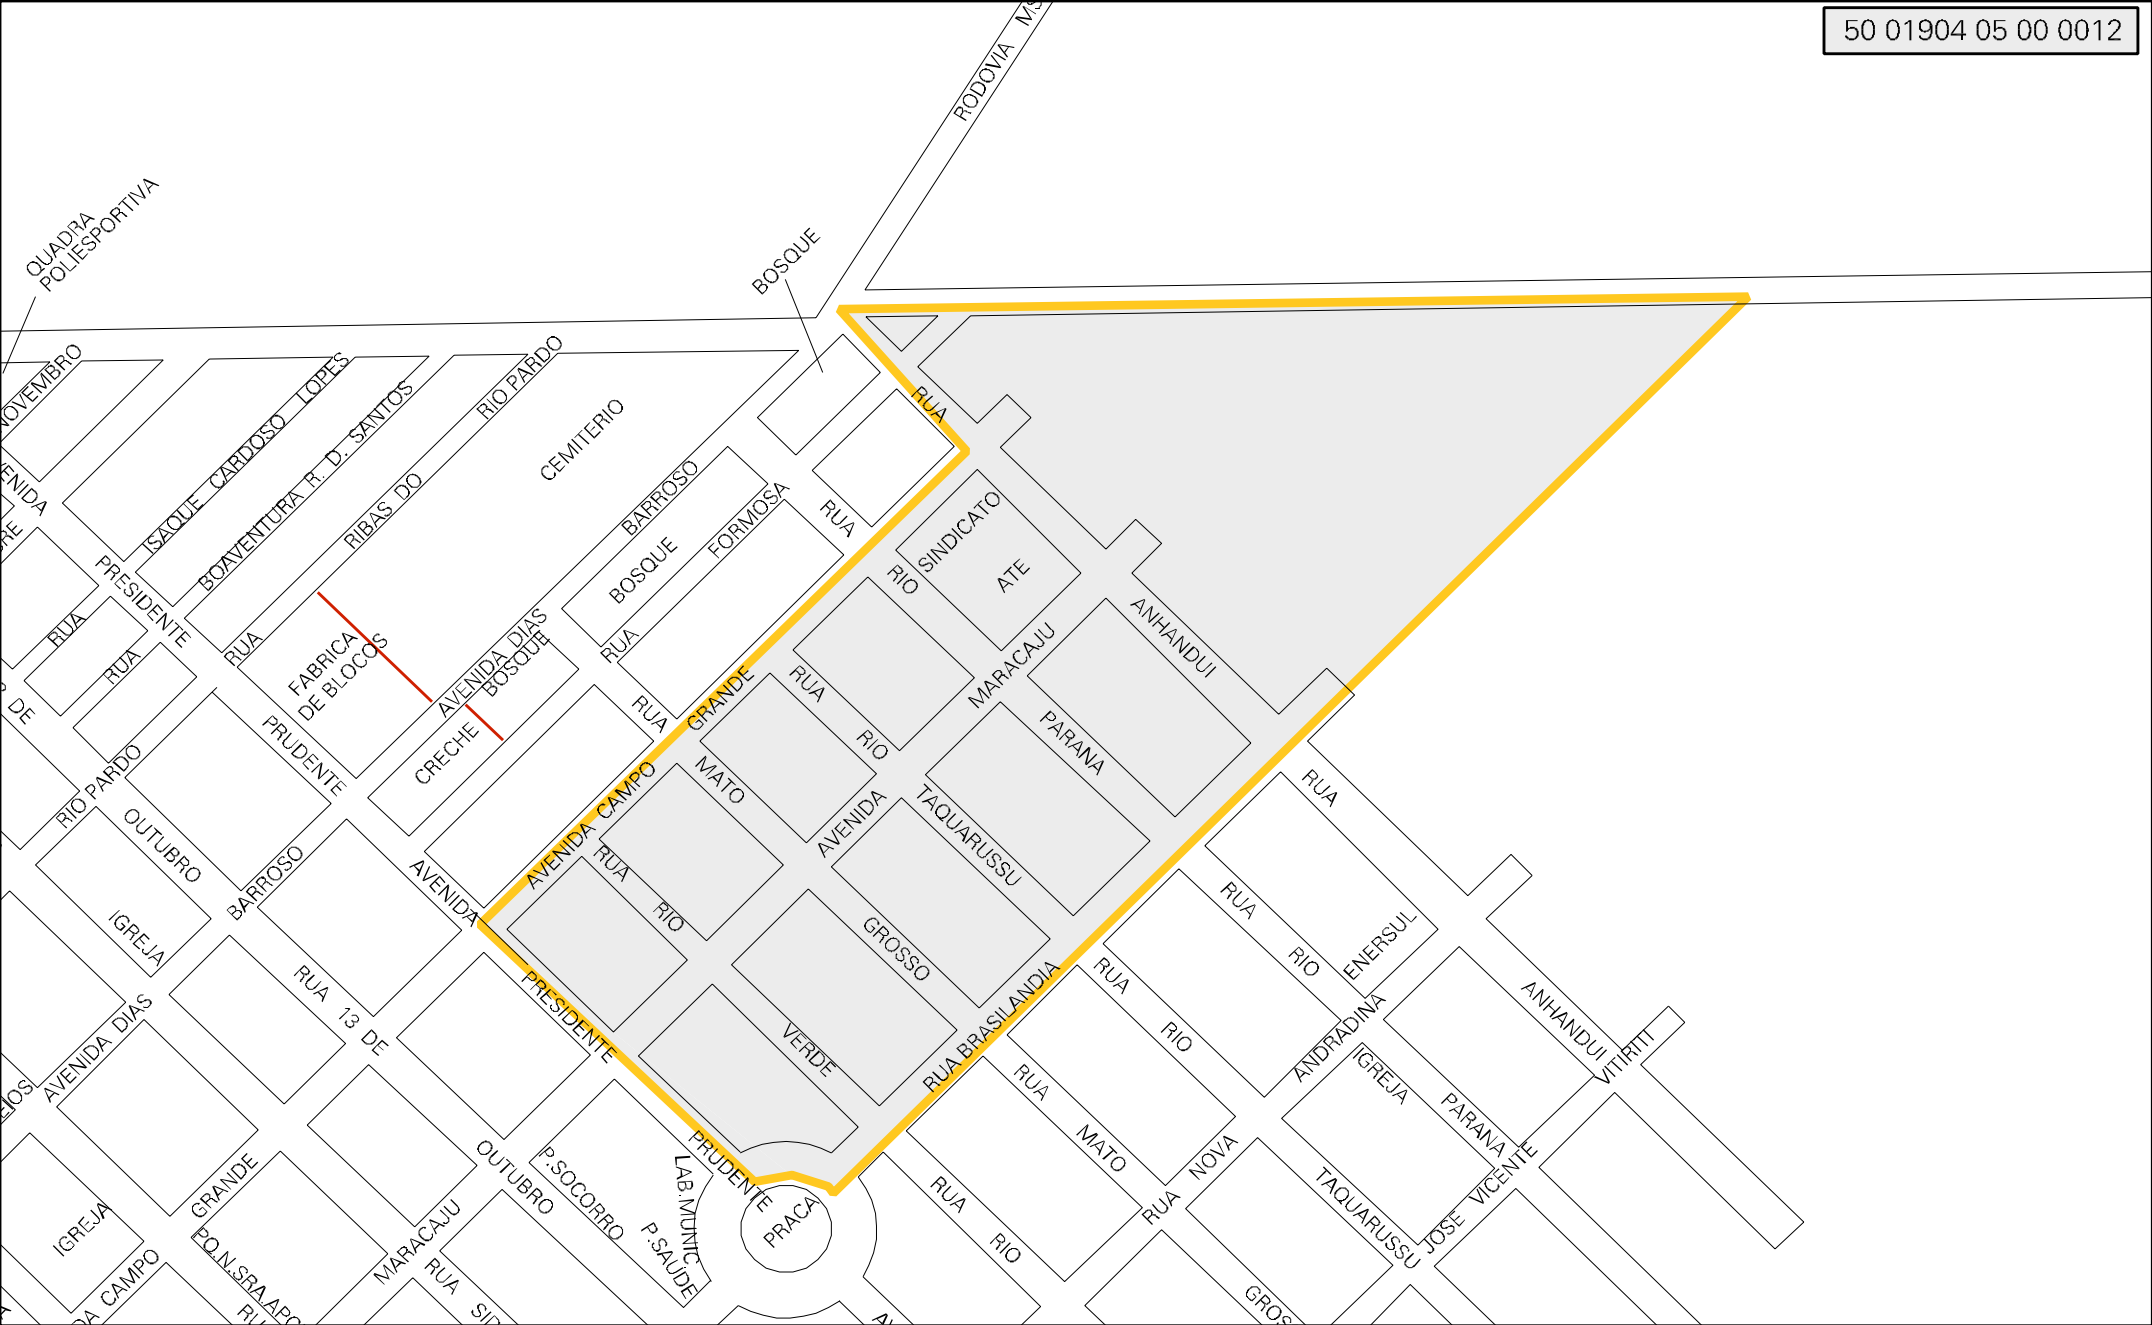 50 01904 05 00 0012
RODOVIA
QUADRA
POLIESPORTIVA
BOSQUE
NOVEMBRO
ISAQUE CARDOSO LOPES
BOAVENTURA R. D. SANTOS
RUA RIBAS DO RIO PARDO
CEMITERIO
RUA
AVENIDA DIAS BARROSO
BOSQUE
RUA FORMOSA
RUA
SINDICATO
ATE
RIO
PRESIDENTE
RUA
RUA
FABRICA
DE BLOCOS
BOSQUE
CRECHE
RUA
AVENIDA CAMPO GRANDE
RUA
RIO
MATO
AVENIDA MARACAJU
ANHANDUI
PARANA
TAQUARUSSU
GROSSO
VERDE
RUA
RIO
DE
PRUDENTE
RIO PARDO
OUTUBRO
BARROSO
AVENIDA
IGREJA
RUA 13 DE
PRESIDENTE
AVENIDA DIAS
RUA BRASILANDIA
RUA
RUA
RIO
ENERSUL
RUA
RIO
ANDRADINA
ANHANDUI
VITIRITI
IGREJA
PARANA
RUA
MATO
RUA NOVA
TAQUARUSSU
JOSE VICENTE
RUA
RIO
PRUDENTE
PRACA
LAB.MUNIC
P.SAUDE
P.SOCORRO
OUTUBRO
MARACAJU
RUA
GRANDE
CAMPO
IGREJA
PQ.N.SRA.APO